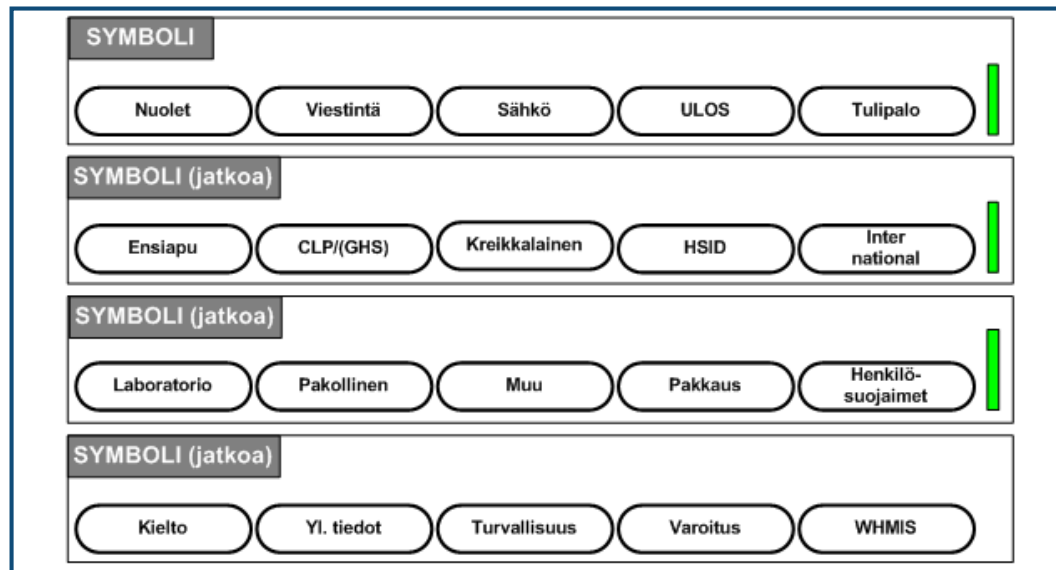 SYMBOLI
Nuolet Viestintä Sähkö ULOS Tulipalo
SYMBOLI (jatkoa)
Ensiapu CLP/(GHS) Kreikkalainen HSID Inter
national
SYMBOLI (jatkoa)
Laboratorio Pakollinen Muu Pakkaus Henkilö-
suojaimet
SYMBOLI (jatkoa)
Kielto Yl. tiedot Turvallisuus Varoitus WHMIS